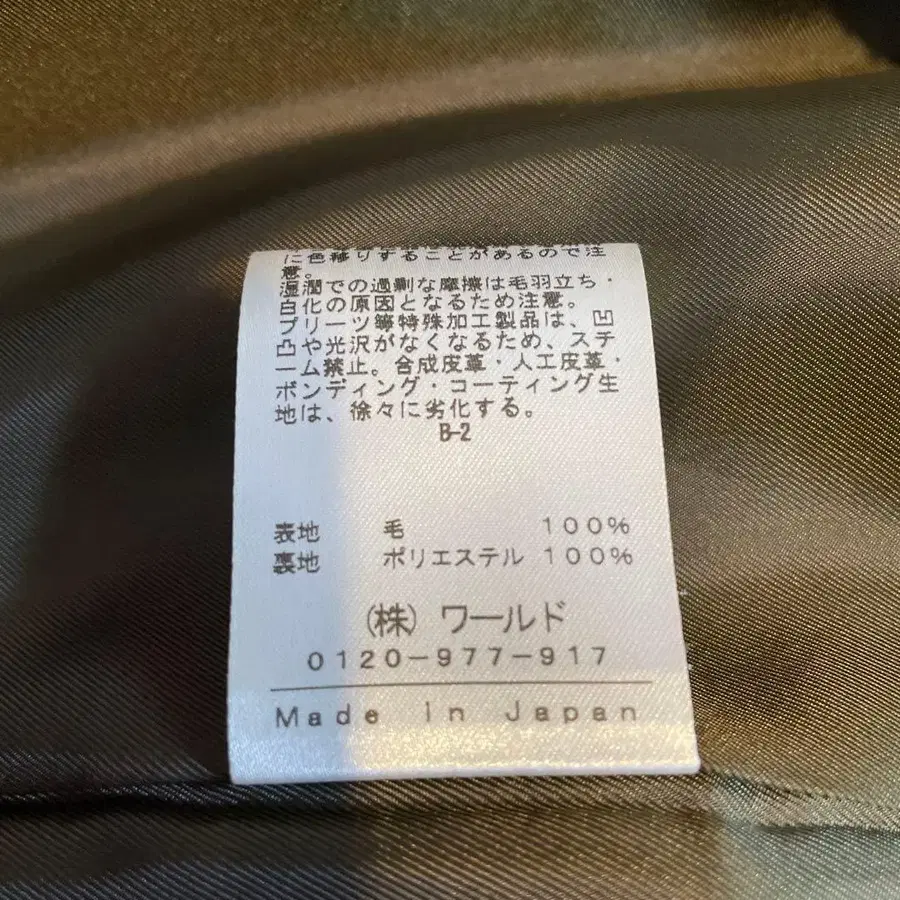 に色移りすることがあるので注
意。
湿潤での過剰な摩擦は毛羽立ち・
白化の原因となるため注意。
プリーツ等特殊加工製品は、凹
凸や光沢がなくなるため、スチ
ーム禁止。合成皮革・人工皮革・
ボンディング・コーティング生
地は、徐々に劣化する。
B-2
表地 毛 100%
裏地 ポリエステル 100%
(株) ワールド
0120-977-917
Made in Japan